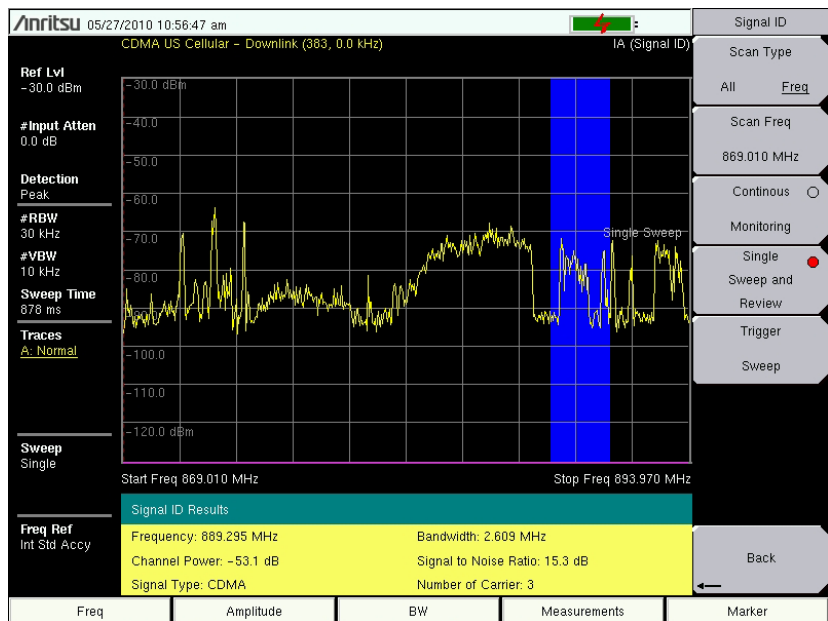 Anritsu 05/27/2010 10:56:47 am
CDMA US Cellular – Downlink (383, 0.0 kHz)
IA (Signal ID)
Ref Lvl
-30.0 dBm
#Input Atten
0.0 dB
Detection
Peak
#RBW
30 kHz
#VBW
10 kHz
Sweep Time
678 ms
Traces
A: Normal
Sweep
Single
Freq Ref
Int Std Accy
-30.0 dBm
-40.0
-50.0
-60.0
-70.0
-80.0
-100.0
-110.0
-120.0 dBm
Single Sweep
Start Freq 869.010 MHz
Stop Freq 893.970 MHz
Signal ID Results
Frequency: 889.295 MHz
Bandwidth: 2.609 MHz
Channel Power: -53.1 dB
Signal to Noise Ratio: 15.3 dB
Signal Type: CDMA
Number of Carrier: 3
Signal ID
Scan Type
All
Freq
Scan Freq
869.010 MHz
Continous
Monitoring
Single
Sweep and
Review
Trigger
Sweep
Back
Freq
Amplitude
BW
Measurements
Marker